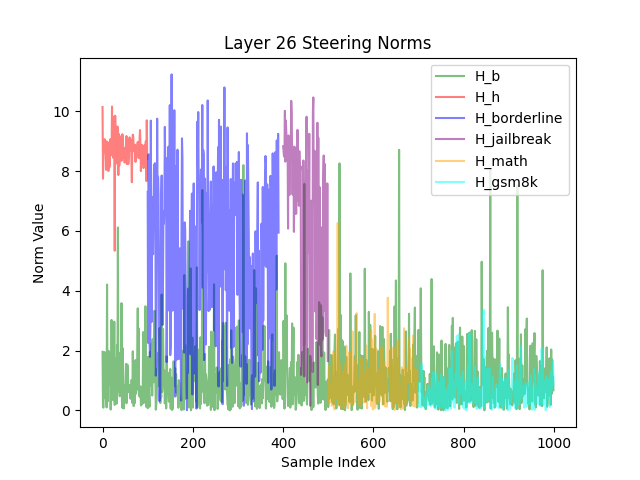 Layer 26 Steering Norms
H_b
H_h
H_borderline
H_jailbreak
H_math
H_gsm8k
Norm Value
10
8
6
4
2
0
0 200 400 600 800 1000
Sample Index